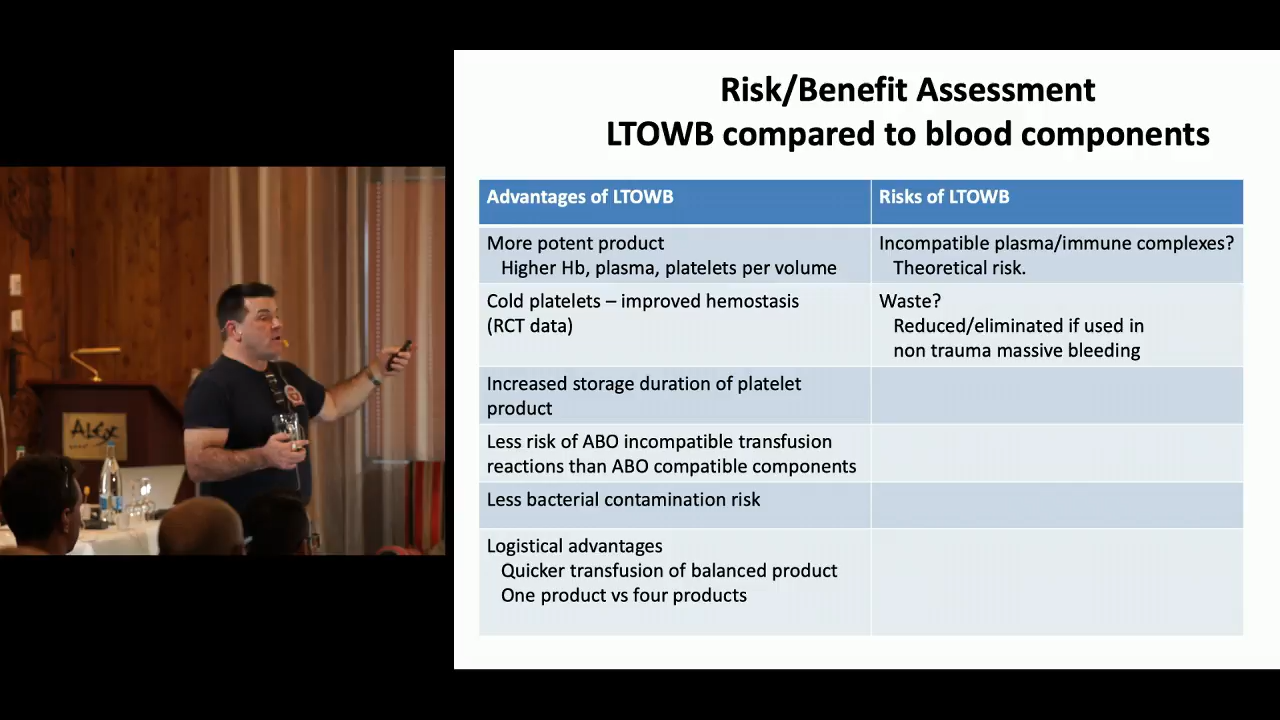 Risk/Benefit Assessment
LTOWB compared to blood components
Advantages of LTOWB
Risks of LTOWB
More potent product
Higher Hb, plasma, platelets per volume
Incompatible plasma/immune complexes?
Theoretical risk.
Cold platelets – improved hemostasis
(RCT data)
Waste?
Reduced/eliminated if used in
non trauma massive bleeding
Increased storage duration of platelet
product
Less risk of ABO incompatible transfusion
reactions than ABO compatible components
Less bacterial contamination risk
Logistical advantages
Quicker transfusion of balanced product
One product vs four products
ALEX